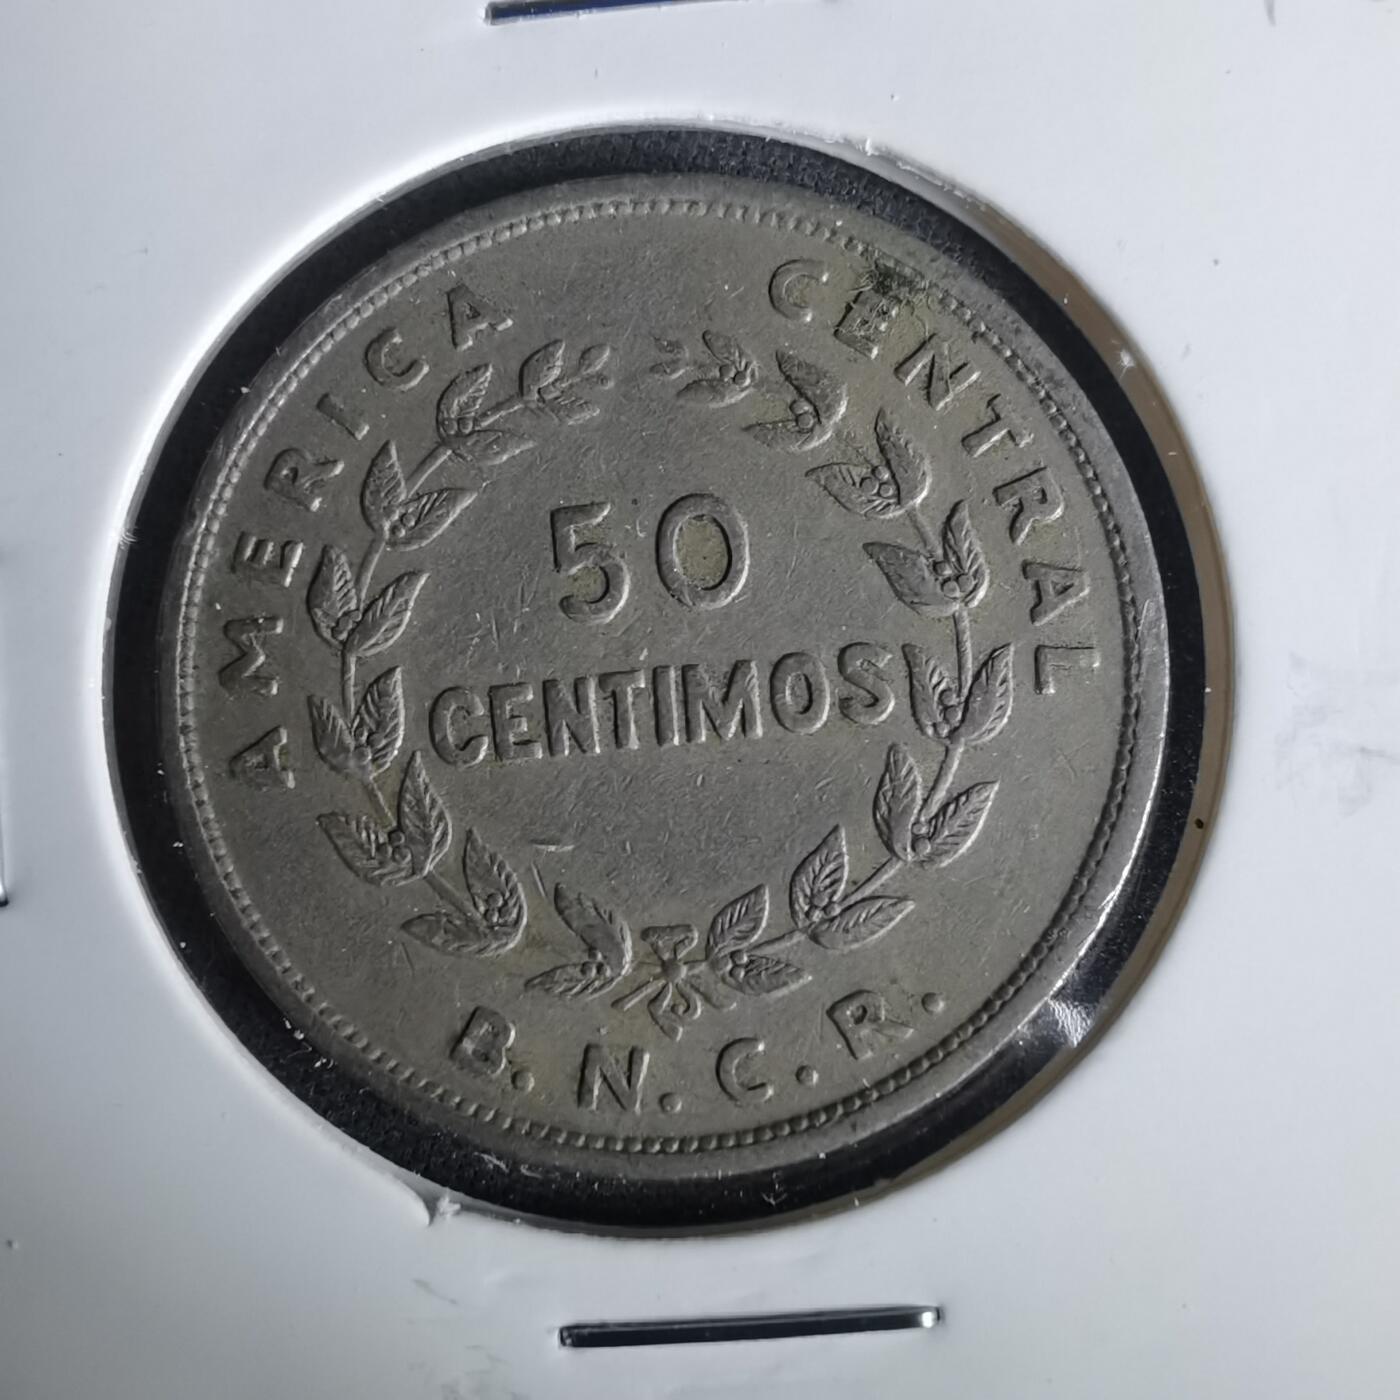 AMERICA CENTRAL
50
CENTIMOS
B. N. C. R.